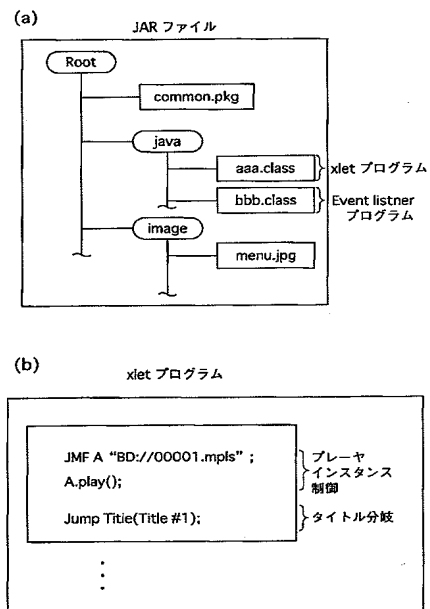 (a)
JAR ファイル
Root
common.pkg
java
aaa.class
xlet プログラム
bbb.class
Event listner
プログラム
image
menu.jpg
(b)
xlet プログラム
JMF A “BD://00001.mpls” ;
A.play();
プレーヤ
インスタンス
制御
Jump Title(Title #1);
タイトル分岐